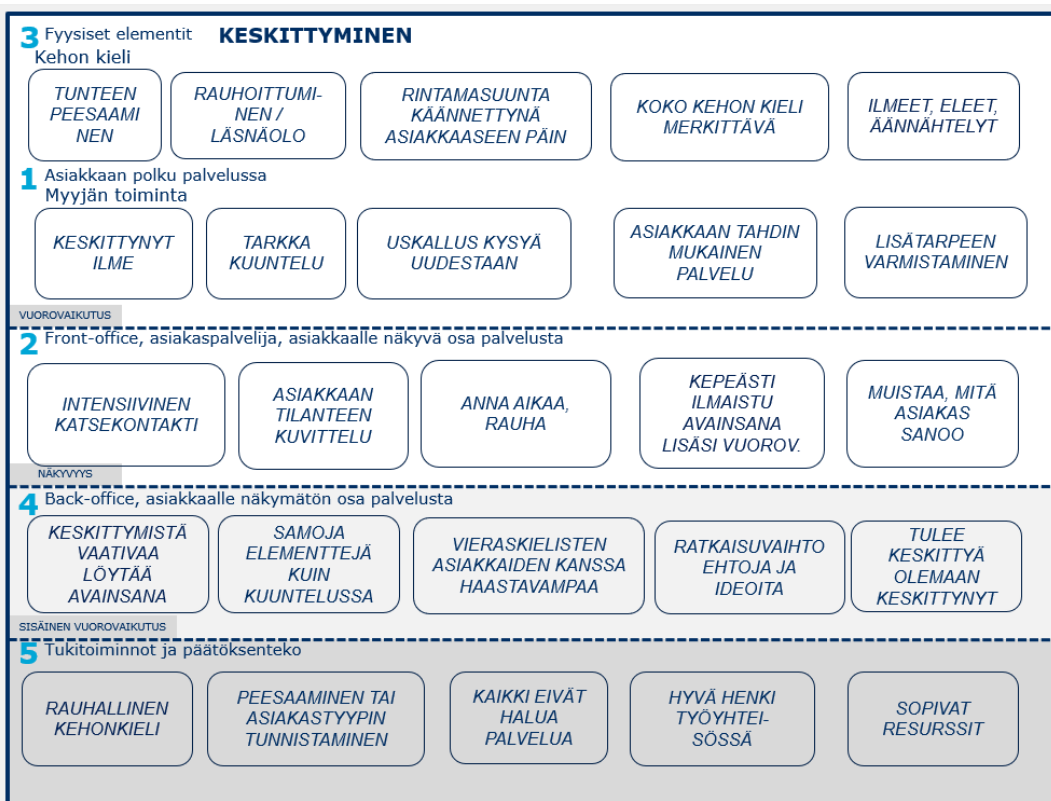 3 Fyysiset elementit KESKITTYMINEN
Kehon kieli
TUNTEEN
PEESAAMI
NEN
RAUHOITTUMI-
NEN /
LÄSNÄOLO
RINTAMASUUNTA
KÄÄNNETTYNÄ
ASIAKKAASEEN PÄIN
KOKO KEHON KIELI
MERKITTÄVÄ
ILMEET, ELEET,
ÄÄNNÄHTELYT
1 Asiakkaan polku palvelussa
Myyjän toiminta
KESKITTYNYT
ILME
TARKKA
KUUNTELU
USKALLUS KYSYÄ
UUDESTAAN
ASIAKKAAN TAHDIN
MUKAINEN
PALVELU
LISÄTARPEEN
VARMISTAMINEN
VUOROVAIKUTUS
2 Front-office, asiakaspalvelija, asiakkaalle näkyvä osa palvelusta
INTENSIIVINEN
KATSEKONTAKTI
ASIAKKAAN
TILANTEEN
KUVITTELU
ANNA AIKAA,
RAUHA
KEPEÄSTI
ILMAISTU
AVAINSANA
LISÄSI VUOROV.
MUISTAA, MITÄ
ASIAKAS
SANOO
NÄKYVYYS
4 Back-office, asiakkaalle näkymätön osa palvelusta
KESKITTYMISTÄ
VAATIVAA
LÖYTÄÄ
AVAINSANA
SAMOJA
ELEMENTTEJÄ
KUIN
KUUNTELUSSA
VIERASKIELISTEN
ASIAKKAIDEN KANSSA
HAASTAVAMPAA
RATKAISUVAIHTO
EHTOJA JA
IDEOITA
TULEE
KESKITTYÄ
OLEMAAN
KESKITTYNYT
SISÄINEN VUOROVAIKUTUS
5 Tukitoiminnot ja päätöksenteko
RAUHALLINEN
KEHONKIELI
PEESAAMINEN TAI
ASIAKASTYYPIN
TUNNISTAMINEN
KAIKKI EIVÄT
HALUA
PALVELUA
HYVÄ HENKI
TYÖYHTEI-
SÖSSÄ
SOPIVAT
RESURSSIT